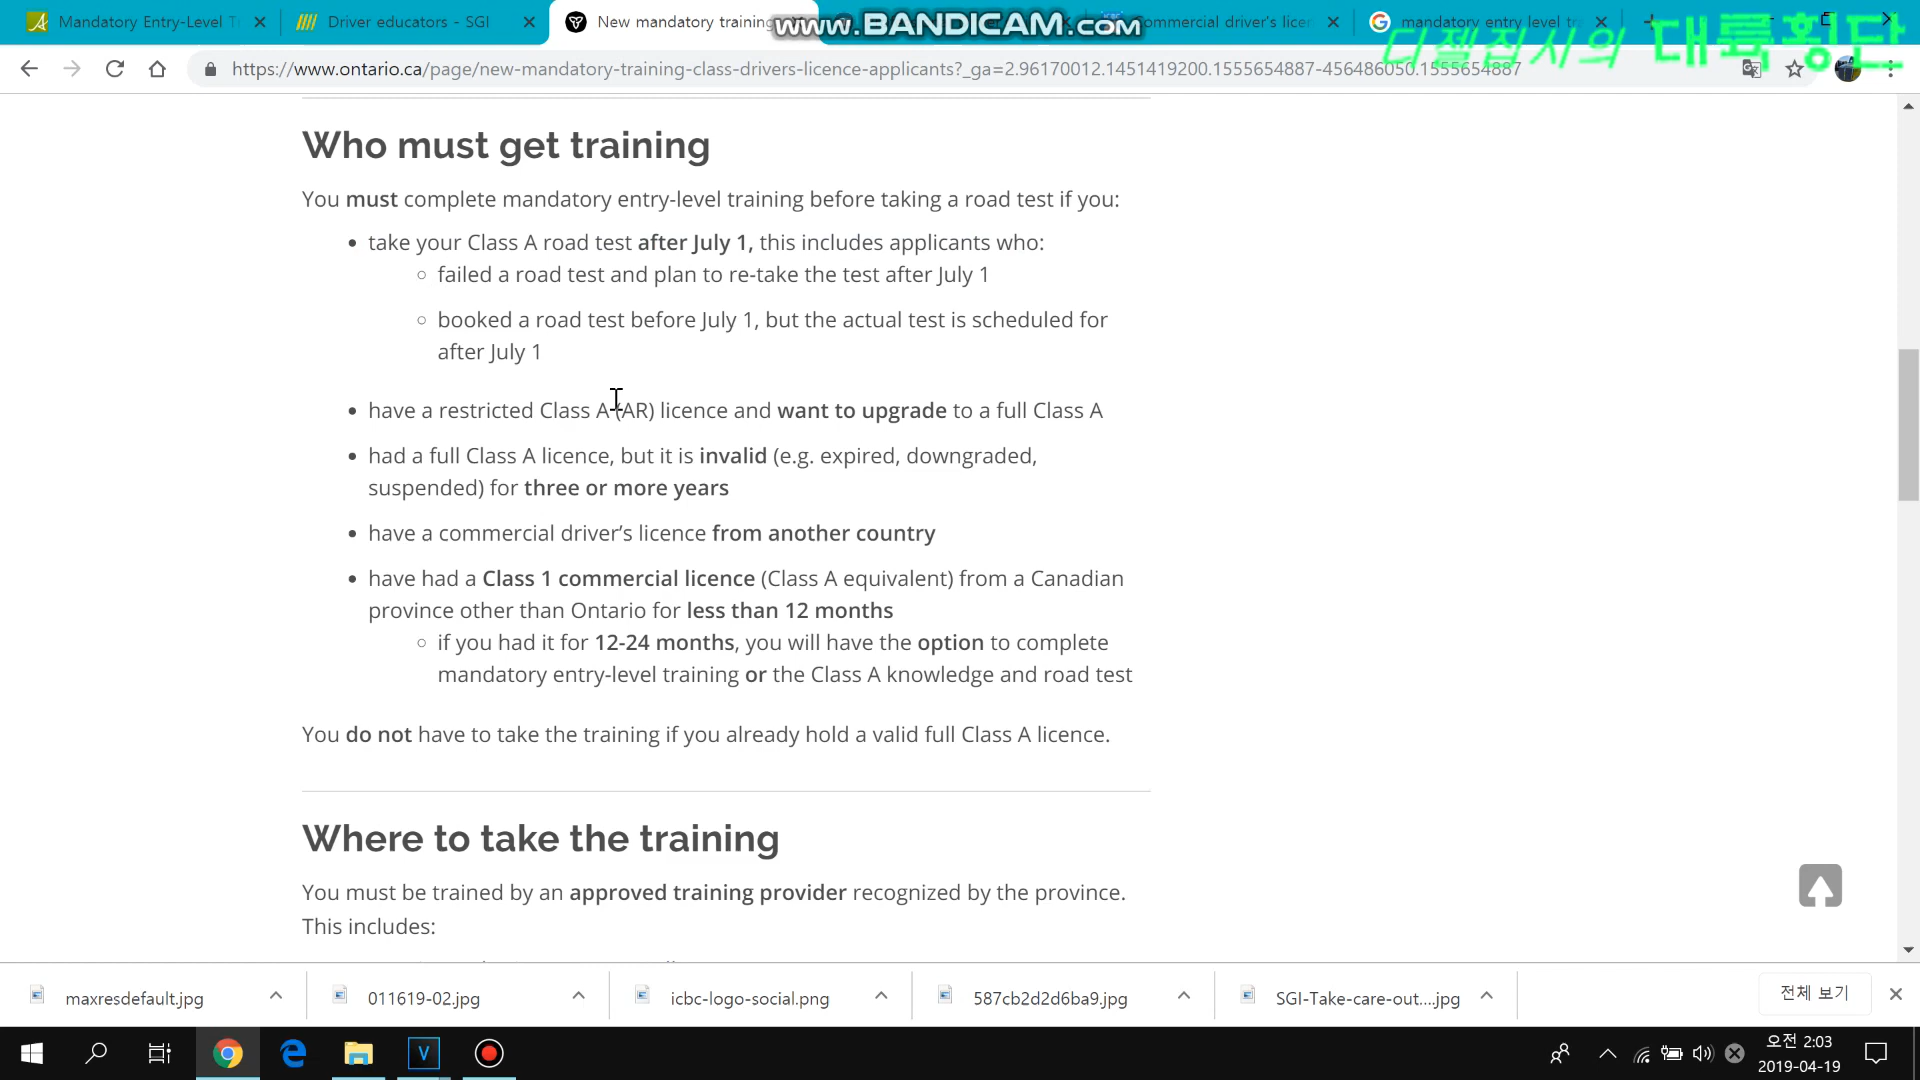 Mandatory Entry-Level T
Driver educators - SGI
New mandatory training
Commercial driver's licen
mandatory entry level tr
www.BANDICAM.com
디젤집시의 대륙횡단
https://www.ontario.ca/page/new-mandatory-training-class-drivers-licence-applicants?_ga=2.96170012.1451419200.1555654887-456486050.1555654887
Who must get training
You must complete mandatory entry-level training before taking a road test if you:
• take your Class A road test after July 1, this includes applicants who:
○ failed a road test and plan to re-take the test after July 1
○ booked a road test before July 1, but the actual test is scheduled for
after July 1
• have a restricted Class A (AR) licence and want to upgrade to a full Class A
• had a full Class A licence, but it is invalid (e.g. expired, downgraded,
suspended) for three or more years
• have a commercial driver’s licence from another country
• have had a Class 1 commercial licence (Class A equivalent) from a Canadian
province other than Ontario for less than 12 months
○ if you had it for 12-24 months, you will have the option to complete
mandatory entry-level training or the Class A knowledge and road test
You do not have to take the training if you already hold a valid full Class A licence.
Where to take the training
You must be trained by an approved training provider recognized by the province.
This includes:
maxresdefault.jpg
011619-02.jpg
icbc-logo-social.png
587cb2d2d6ba9.jpg
SGI-Take-care-out....jpg
전체 보기
오전 2:03
2019-04-19